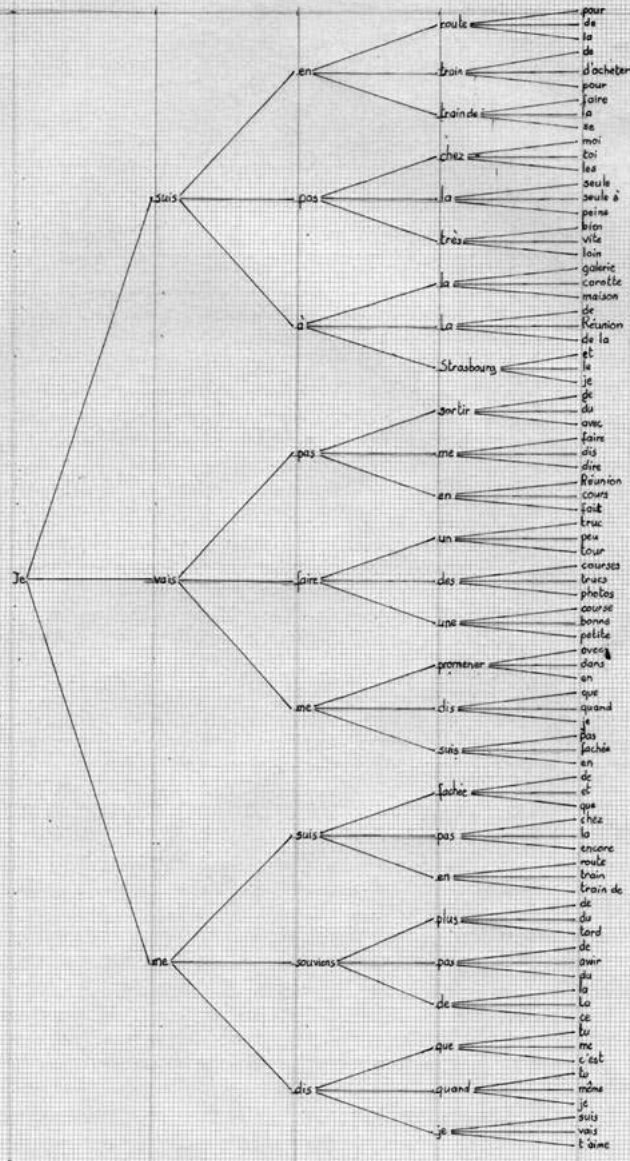 pour
route de
la
de
en train d'acheter
pour
faire
train de la
se
moi
chez toi
les
seule
suis pas la seule à
peine
bien
très vite
loin
galerie
la carotte
maison
de
à La Réunion
de la
et
Strasbourg le
je
de
sortir du
avec
faire
pas me dis
dire
Réunion
en cours
fait
truc
un peu
tour
courses
Je vais faire des trucs
photos
course
une bonne
petite
avec
promener dans
en
que
me dis quand
je
pas
suis fachée
en
de
fachée et
que
chez
suis pas la
encore
route
en train
train de
de
plus du
tard
de
me souviens pas avoir
du
la
de La
ce
tu
que me
c'est
tu
dis quand même
je
suis
je vais
t'aime